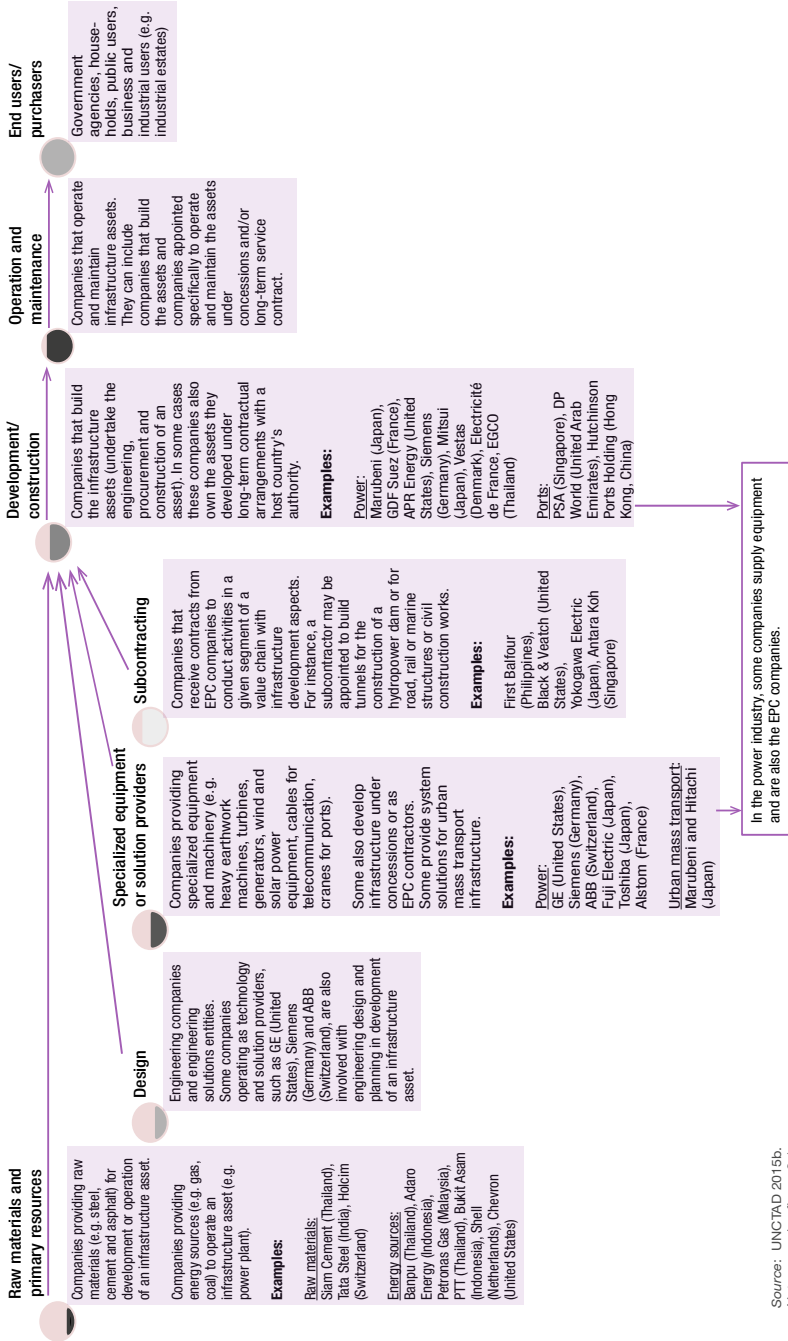 Raw materials and
primary resources
Companies providing raw
materials (e.g. steel,
cement and asphalt) for
development or operation
of an infrastructure asset.
Companies providing
energy sources (e.g. gas,
coal) to operate an
infrastructure asset (e.g.
power plant).
Examples:
Raw materials:
Siam Cement (Thailand),
Tata Steel (India), Holcim
(Switzerland)
Energy sources:
Banpu (Thailand), Adaro
Energy (Indonesia),
Petronas Gas (Malaysia),
PTT (Thailand), Bukit Asam
(Indonesia), Shell
(Netherlands), Chevron
(United States)
Design
Engineering companies
and engineering
solutions entities.
Some companies
operating as technology
and solution providers,
such as GE (United
States), Siemens
(Germany) and ABB
(Switzerland), are also
involved with
engineering design and
planning in development
of an infrastructure
asset.
Specialized equipment
or solution providers
Companies providing
specialized equipment
and machinery (e.g.
heavy earthwork
machines, turbines,
generators, wind and
solar power
equipment, cables for
telecommunication,
cranes for ports).
Some also develop
infrastructure under
concessions or as
EPC contractors.
Some provide system
solutions for urban
mass transport
infrastructure.
Examples:
Power:
GE (United States),
Siemens (Germany),
ABB (Switzerland),
Fuji Electric (Japan),
Toshiba (Japan),
Alstom (France)
Urban mass transport:
Marubeni and Hitachi
(Japan)
Subcontracting
Companies that
receive contracts from
EPC companies to
conduct activities in a
given segment of a
value chain with
infrastructure
development aspects.
For instance, a
subcontractor may be
appointed to build
tunnels for the
construction of a
hydropower dam or for
road, rail or marine
structures or civil
construction works.
Examples:
First Balfour
(Philippines),
Black & Veatch (United
States),
Yokogawa Electric
(Japan), Antara Koh
(Singapore)
Development/
construction
Companies that build
the infrastructure
assets (undertake the
engineering,
procurement and
construction of an
asset). In some cases
these companies also
own the assets they
developed under
long-term contractual
arrangements with a
host country's
authority.
Examples:
Power:
Marubeni (Japan),
GDF Suez (France),
APR Energy (United
States), Siemens
(Germany), Mitsui
(Japan), Vestas
(Denmark), Electricité
de France, EGCO
(Thailand)
Ports:
PSA (Singapore), DP
World (United Arab
Emirates), Hutchinson
Ports Holding (Hong
Kong, China)
Operation and
maintenance
Companies that operate
and maintain
infrastructure assets.
They can include
companies that build
the assets and
companies appointed
specifically to operate
and maintain the assets
under
concessions and/or
long-term service
contract.
End users/
purchasers
Government
agencies, house-
holds, public users,
business and
industrial users (e.g.
industrial estates)
In the power industry, some companies supply equipment
and are also the EPC companies.
Source: UNCTAD 2015b.